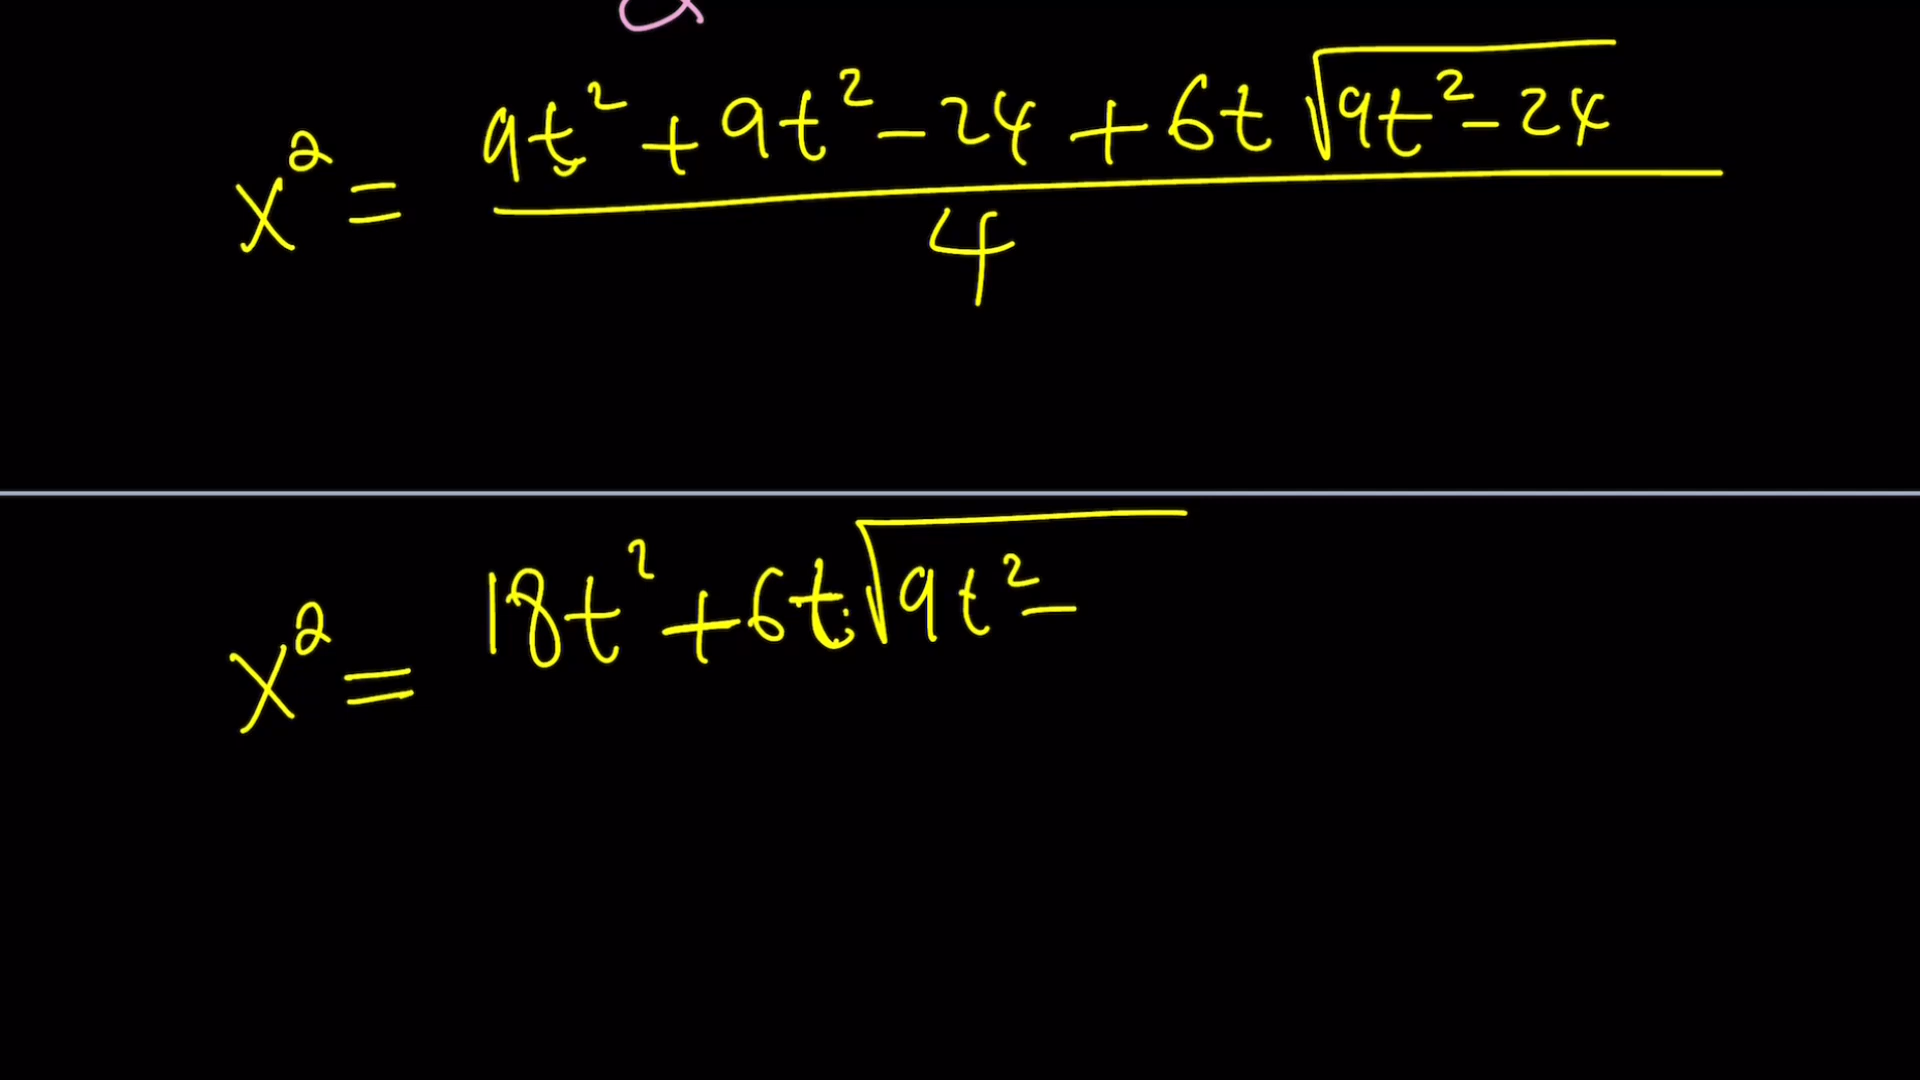 x² = (9t² + 9t² - 24 + 6t √(9t² - 24)) / 4
x² = 18t² + 6t √(9t² -